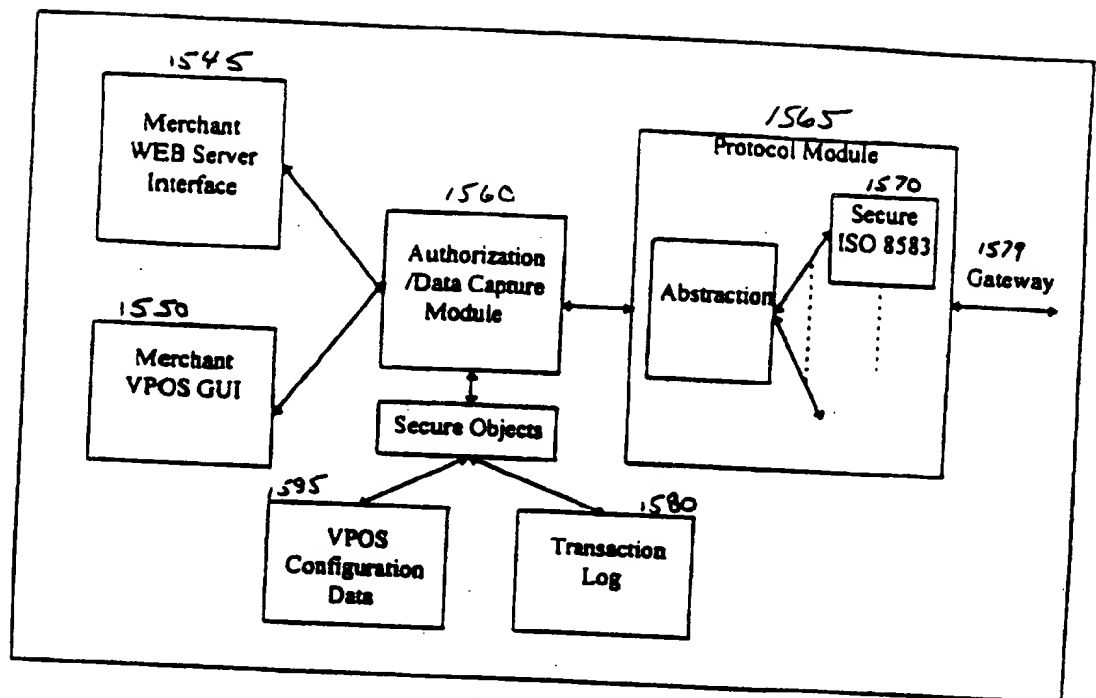 1545
Merchant
WEB Server
Interface
1550
Merchant
VPOS GUI
1560
Authorization
/Data Capture
Module
Secure Objects
1595
VPOS
Configuration
Data
1580
Transaction
Log
1565
Protocol Module
Abstraction
1570
Secure
ISO 8583
1579
Gateway